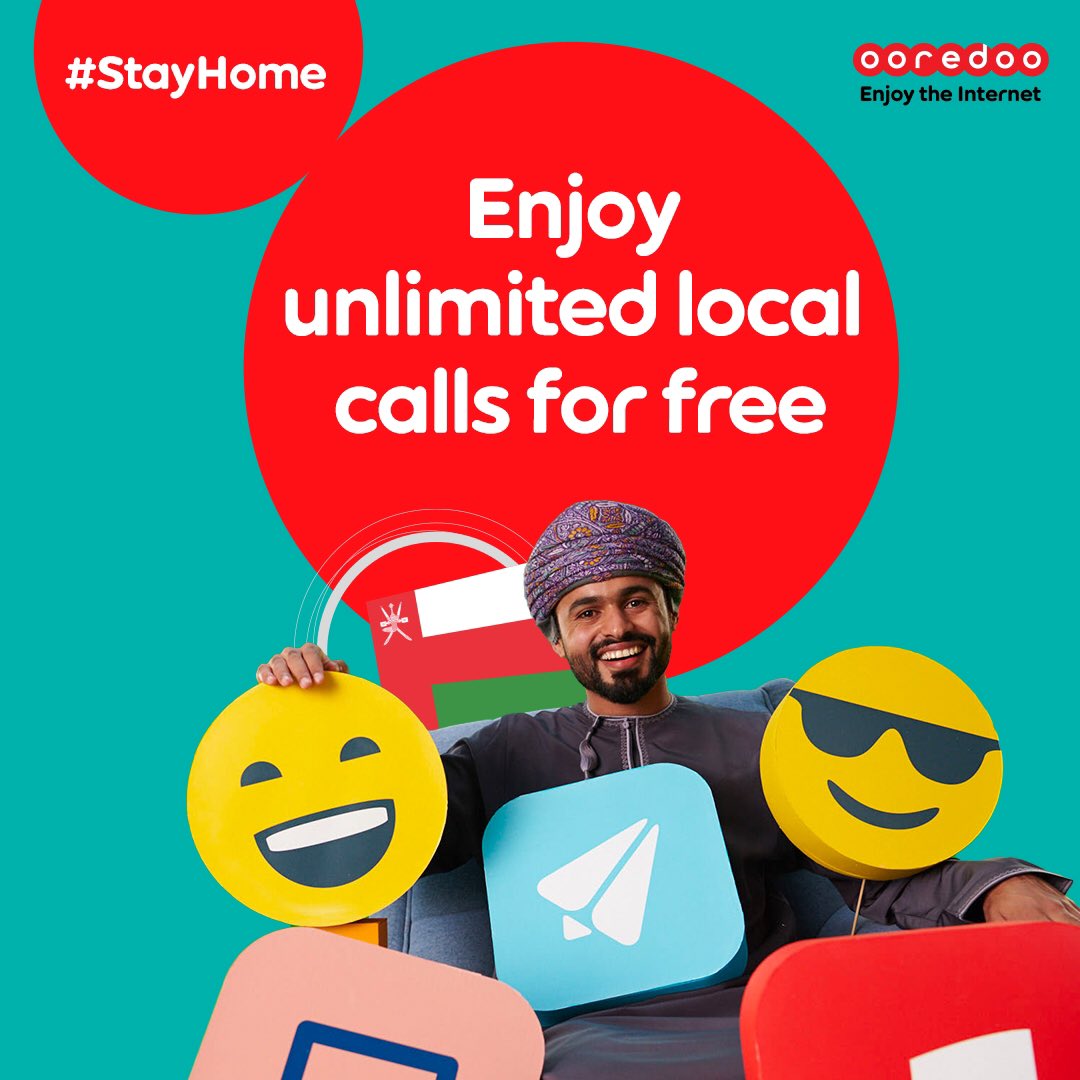 #StayHome
ooredoo
Enjoy the Internet
Enjoy
unlimited local
calls for free